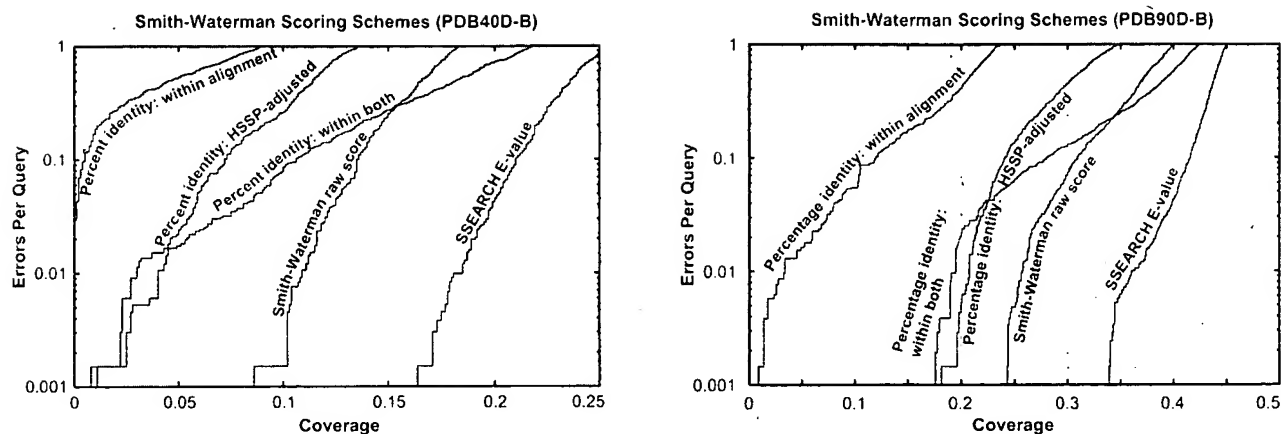 Smith-Waterman Scoring Schemes (PDB40D-B)
Errors Per Query
1
0.1
0.01
0.001
Percent identity: within alignment
Percent identity: HSSP-adjusted
Percent identity: within both
Smith-Waterman raw score
SSEARCH E-value
0
0.05
0.1
0.15
0.2
0.25
Coverage
Smith-Waterman Scoring Schemes (PDB90D-B)
Errors Per Query
1
0.1
0.01
0.001
Percentage identity: within alignment
Percentage identity:
within both
Percentage identity: HSSP-adjusted
Smith-Waterman raw score
SSEARCH E-value
0
0.1
0.2
0.3
0.4
0.5
Coverage